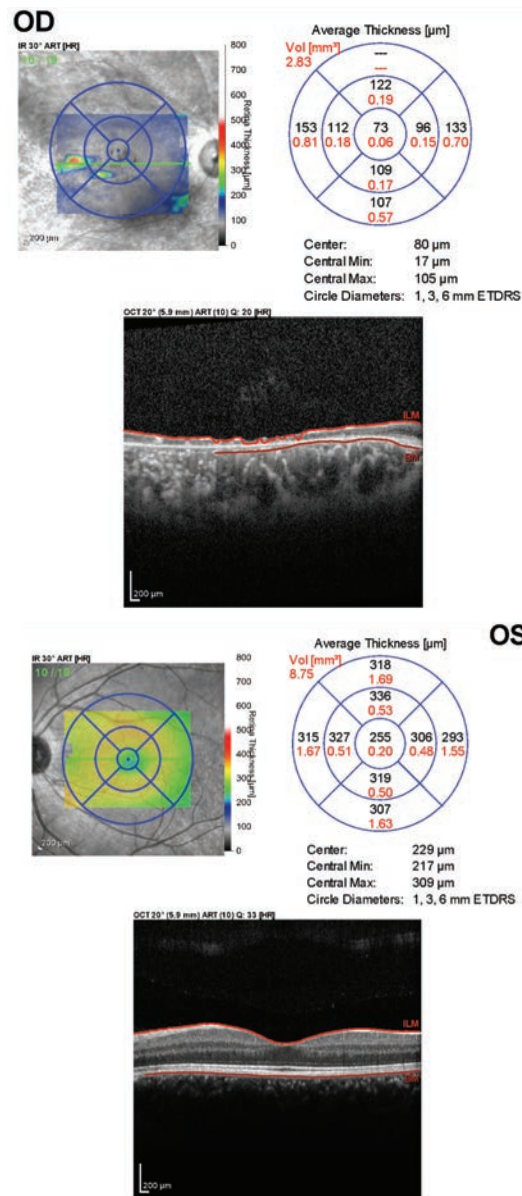 OD
IR 30° ART [HR]
800
700
600
500
400
300
200
100
0
Retina Thickness [µm]
200 µm
Average Thickness [µm]
Vol [mm³]
2.83
---
---
122
0.19
153 112 73 96 133
0.81 0.18 0.06 0.15 0.70
109
0.17
107
0.57
Center: 80 µm
Central Min: 17 µm
Central Max: 105 µm
Circle Diameters: 1, 3, 6 mm ETDRS
OCT 20° (5.9 mm) ART (10) Q: 20 [HR]
ILM
BM
200 µm
OS
IR 30° ART [HR]
10 / 19
800
700
600
500
400
300
200
100
0
Retina Thickness [µm]
200 µm
Average Thickness [µm]
Vol [mm³]
8.75
318
1.69
336
0.53
315 327 255 306 293
1.67 0.51 0.20 0.48 1.55
319
0.50
307
1.63
Center: 229 µm
Central Min: 217 µm
Central Max: 309 µm
Circle Diameters: 1, 3, 6 mm ETDRS
OCT 20° (5.9 mm) ART (10) Q: 33 [HR]
ILM
200 µm